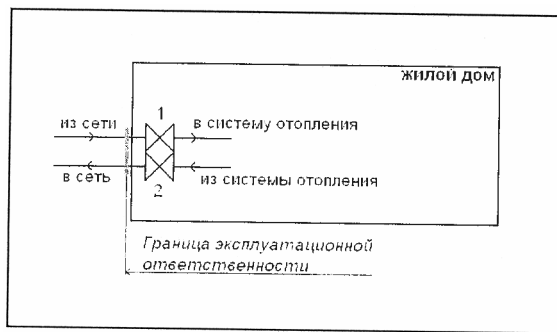 жилой дом
1
из сети
в систему отопления
в сеть
из системы отопления
2
Граница эксплуатационной
ответственности